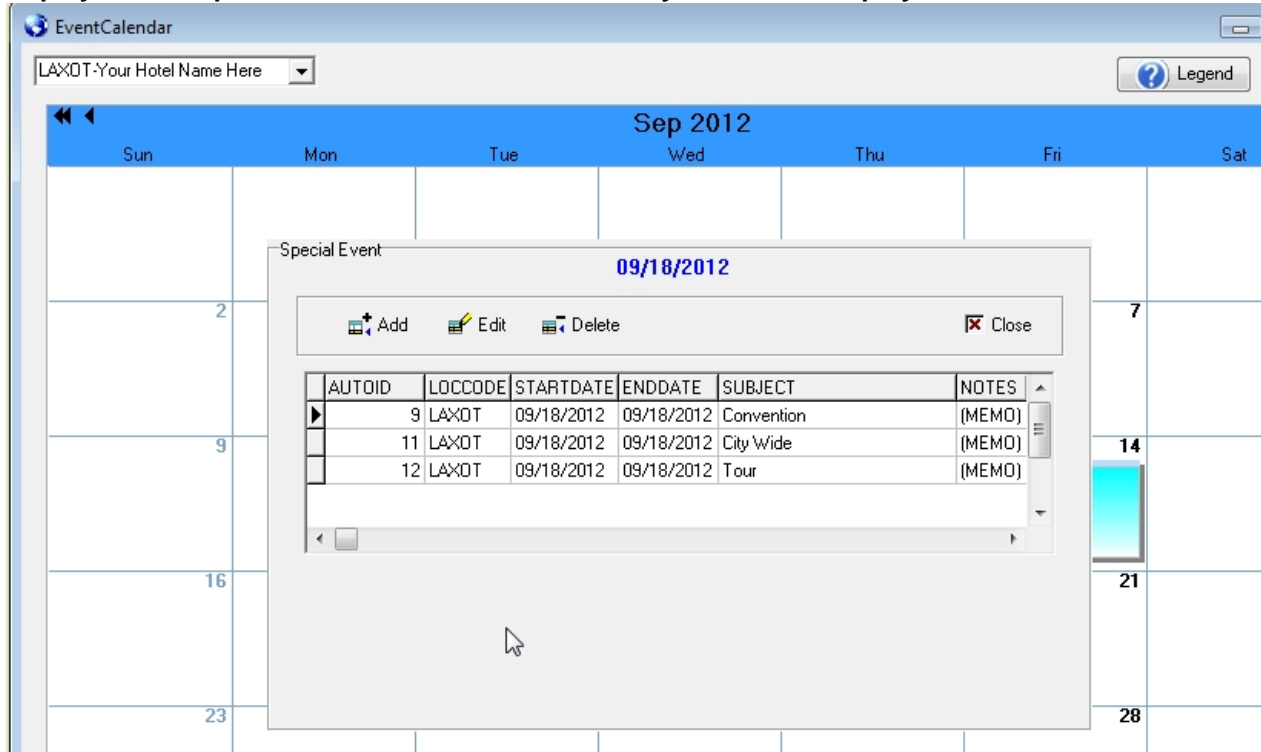 EventCalendar
LAXOT-Your Hotel Name Here
Legend
Sep 2012
Sun Mon Tue Wed Thu Fri Sat
Special Event
09/18/2012
2
7
Add Edit Delete Close
AUTOID LOCCODE STARTDATE ENDDATE SUBJECT NOTES
9 LAXOT 09/18/2012 09/18/2012 Convention (MEMO)
11 LAXOT 09/18/2012 09/18/2012 City Wide (MEMO)
9
14
12 LAXOT 09/18/2012 09/18/2012 Tour (MEMO)
16
21
23
28